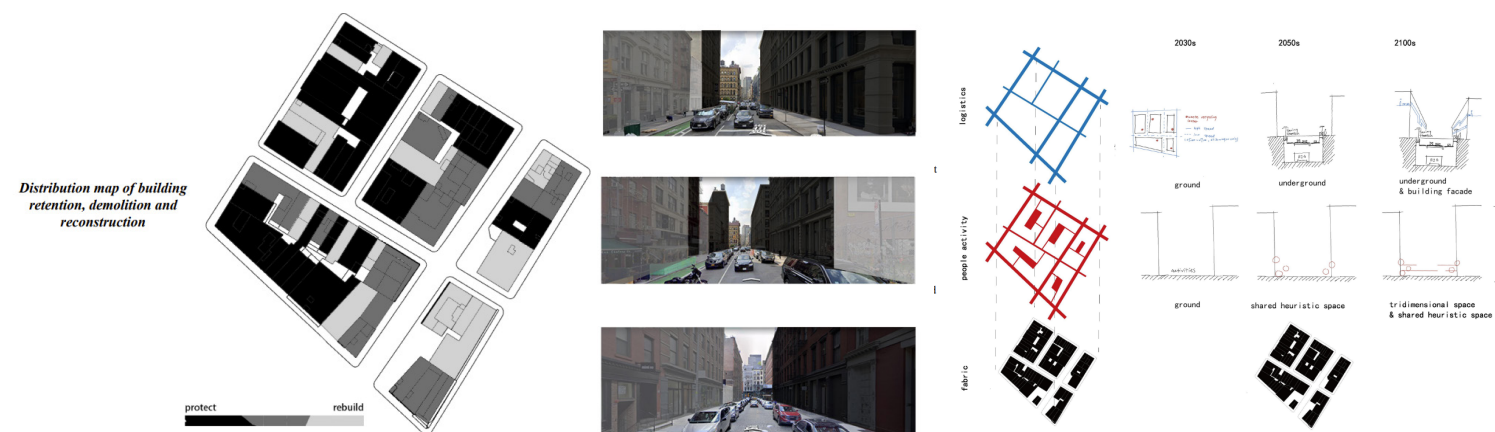 Distribution map of building
retention, demolition and
reconstruction
protect
rebuild
t
l
logistics
people activity
fabric
2030s
2050s
2100s
ground
underground
underground
& building facade
activities
ground
shared heuristic space
tridimensional space
& shared heuristic space